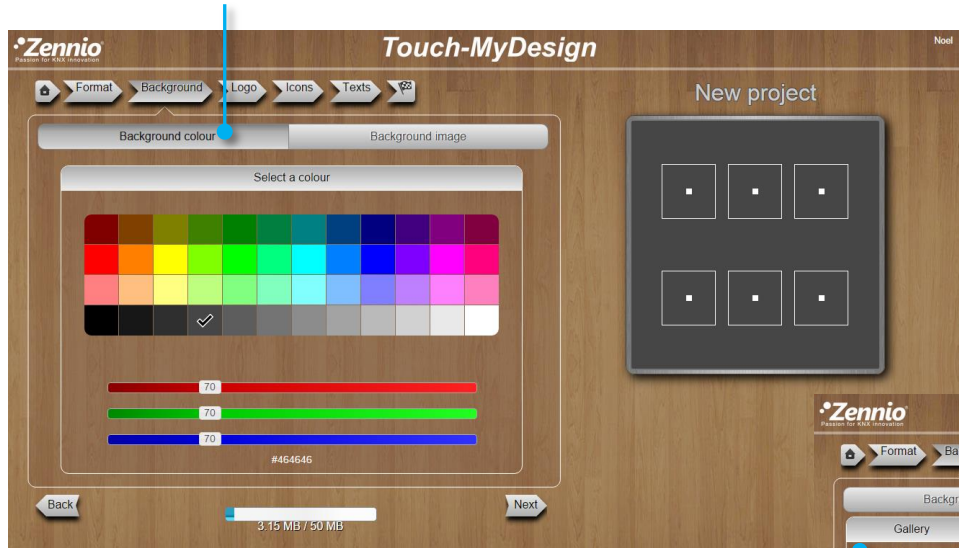 Zennio
Passion for KNX innovation
Touch-MyDesign
Noel
Format
Background
Logo
Icons
Texts
New project
Background colour
Background image
Select a colour
70
70
70
#464646
Back
3.15 MB / 50 MB
Next
Zennio
Passion for KNX innovation
Format
Ba
Backgr
Gallery